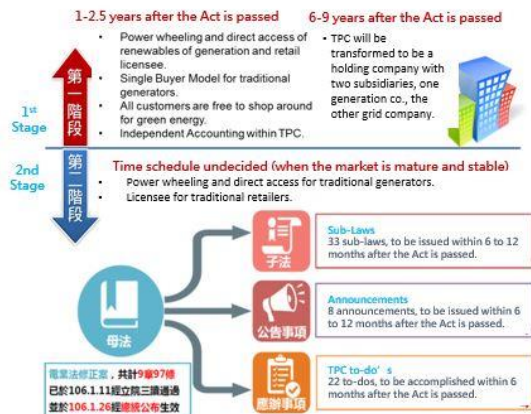 1-2.5 years after the Act is passed
6-9 years after the Act is passed
• Power wheeling and direct access of
renewables of generation and retail
licensee.
• Single Buyer Model for traditional
generators.
• All customers are free to shop around
for green energy.
• Independent Accounting within TPC.
• TPC will be
transformed to be a
holding company with
two subsidiaries, one
generation co., the
other grid company.
第一階段
1st
Stage
2nd
Stage
第二階段
Time schedule undecided (when the market is mature and stable)
• Power wheeling and direct access for traditional generators.
• Licensee for traditional retailers.
母法
電業法修正案，共計9章97條
已於106.1.11經立院三讀通過
並於106.1.26經總統公布生效
子法
Sub-Laws
33 sub-laws, to be issued within 6 to 12
months after the Act is passed.
公告事項
Announcements
8 announcements, to be issued within 6
to 12 months after the Act is passed.
應辦事項
TPC to-do's
22 to-dos, to be accomplished within 6
months after the Act is passed.